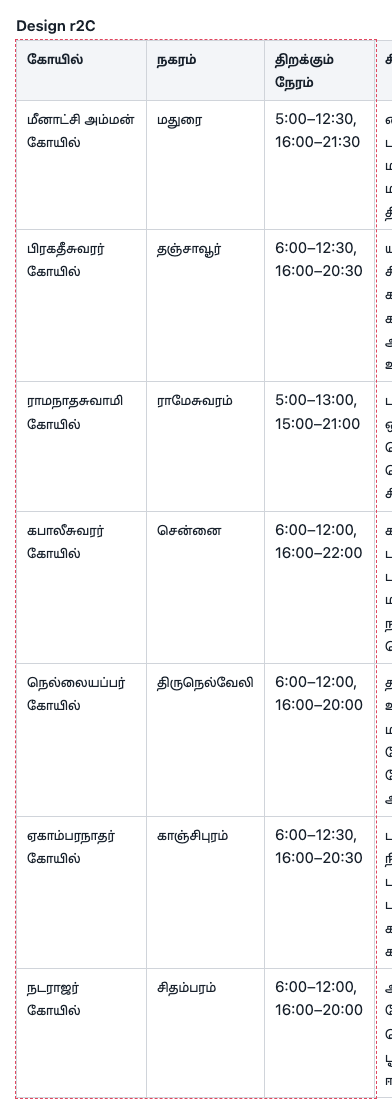 Design r2C
கோயில் நகரம் திறக்கும் நேரம்
மீனாட்சி அம்மன் கோயில் மதுரை 5:00–12:30, 16:00–21:30
பிரகதீசுவரர் கோயில் தஞ்சாவூர் 6:00–12:30, 16:00–20:30
ராமநாதசுவாமி கோயில் ராமேசுவரம் 5:00–13:00, 15:00–21:00
கபாலீசுவரர் கோயில் சென்னை 6:00–12:00, 16:00–22:00
நெல்லையப்பர் கோயில் திருநெல்வேலி 6:00–12:00, 16:00–20:00
ஏகாம்பரநாதர் கோயில் காஞ்சிபுரம் 6:00–12:30, 16:00–20:30
நடராஜர் கோயில் சிதம்பரம் 6:00–12:00, 16:00–20:00